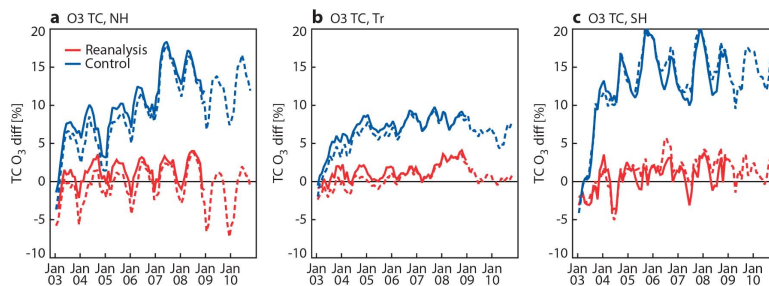 a O3 TC, NH
b O3 TC, Tr
c O3 TC, SH
20
15
10
5
0
-5
-10
TC O3 diff [%]
Reanalysis
Control
Jan 03
Jan 04
Jan 05
Jan 06
Jan 07
Jan 08
Jan 09
Jan 10
20
15
10
5
0
-5
-10
TC O3 diff [%]
Jan 03
Jan 04
Jan 05
Jan 06
Jan 07
Jan 08
Jan 09
Jan 10
20
15
10
5
0
-5
-10
TC O3 diff [%]
Jan 03
Jan 04
Jan 05
Jan 06
Jan 07
Jan 08
Jan 09
Jan 10